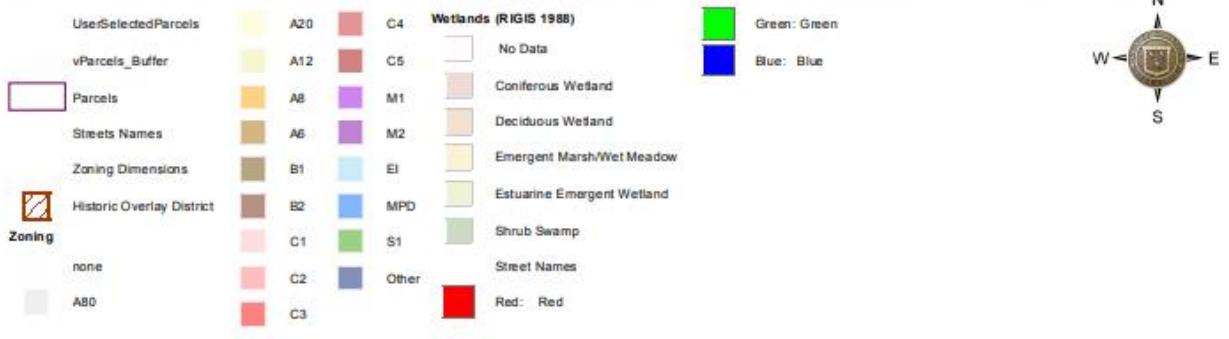 UserSelectedParcels
vParcels_Buffer
Parcels
Streets Names
Zoning Dimensions
Historic Overlay District
Zoning
none
A80
A20
A12
A8
A6
B1
B2
C1
C2
C3
C4
C5
M1
M2
EI
MPD
S1
Other
Wetlands (RIGIS 1988)
No Data
Coniferous Wetland
Deciduous Wetland
Emergent Marsh/Wet Meadow
Estuarine Emergent Wetland
Shrub Swamp
Street Names
Red: Red
Green: Green
Blue: Blue
N
W E
S